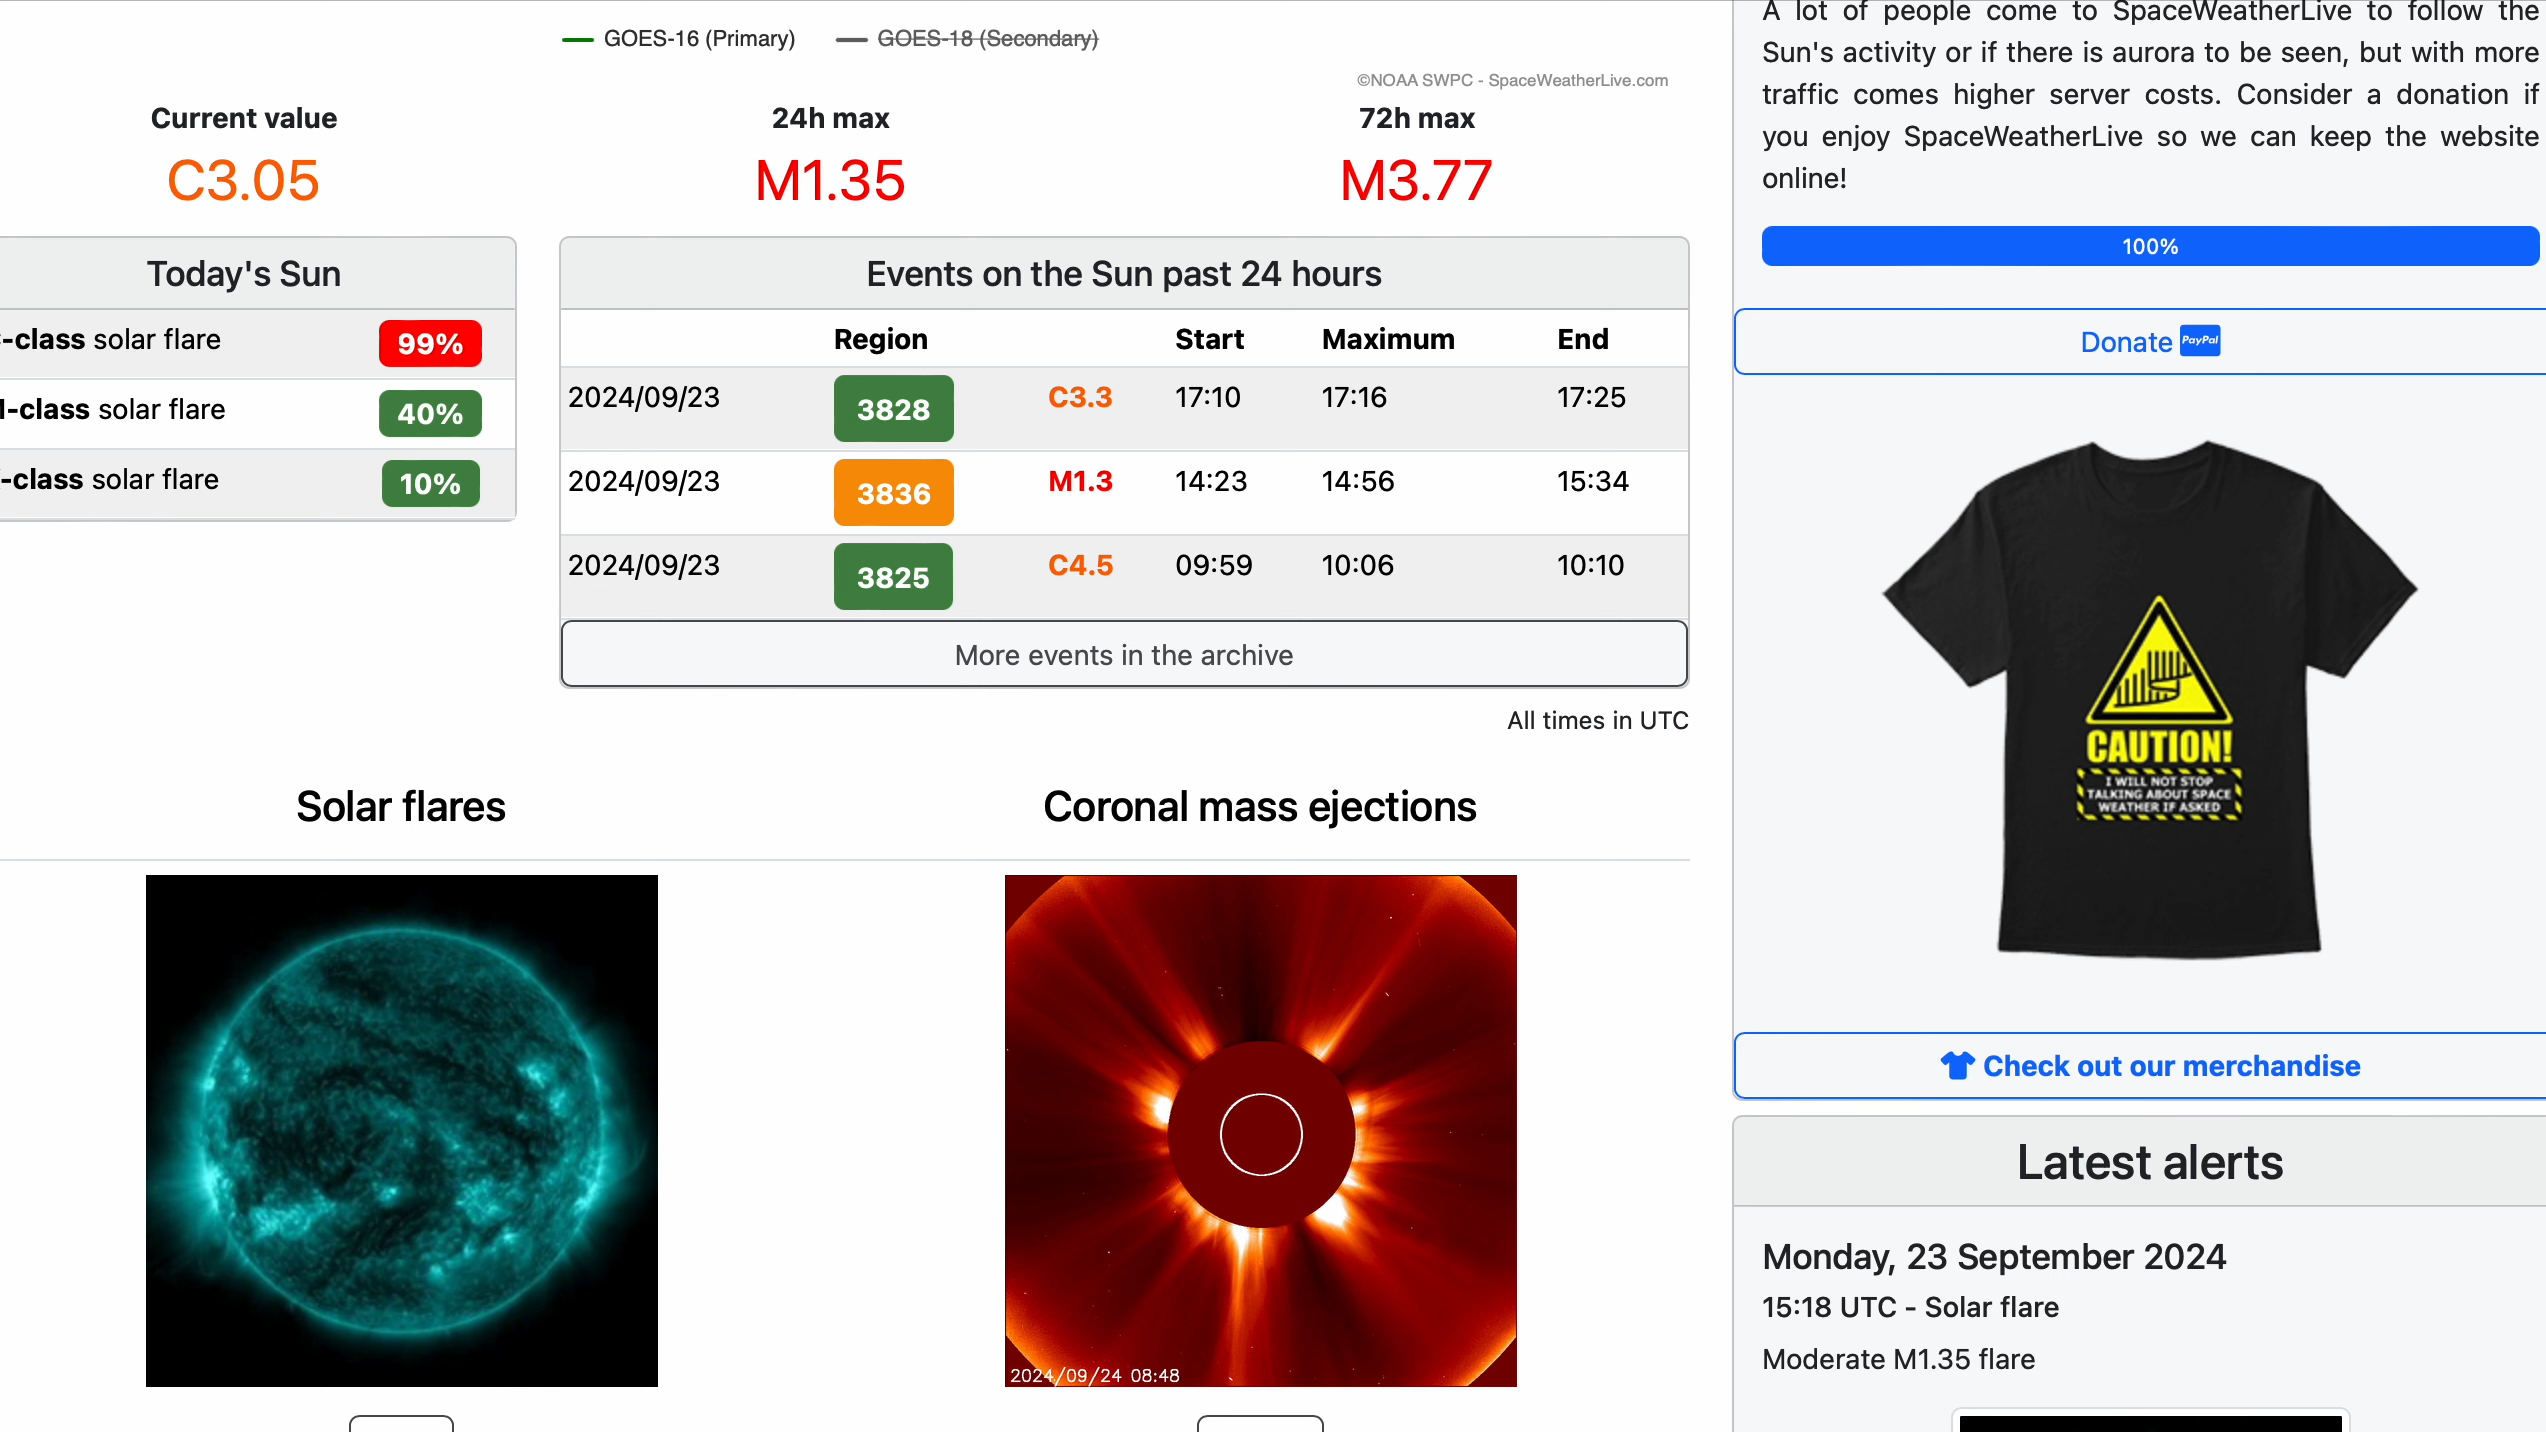 GOES-16 (Primary) GOES-18 (Secondary)
©NOAA SWPC - SpaceWeatherLive.com
Current value 24h max 72h max
C3.05 M1.35 M3.77
Today's Sun
-class solar flare 99%
-class solar flare 40%
-class solar flare 10%
Events on the Sun past 24 hours
Region Start Maximum End
2024/09/23 3828 C3.3 17:10 17:16 17:25
2024/09/23 3836 M1.3 14:23 14:56 15:34
2024/09/23 3825 C4.5 09:59 10:06 10:10
More events in the archive
All times in UTC
Solar flares
Coronal mass ejections
2024/09/24 08:48
A lot of people come to SpaceWeatherLive to follow the
Sun's activity or if there is aurora to be seen, but with more
traffic comes higher server costs. Consider a donation if
you enjoy SpaceWeatherLive so we can keep the website
online!
100%
Donate PayPal
CAUTION!
I WILL NOT STOP
TALKING ABOUT SPACE
WEATHER IF ASKED
Check out our merchandise
Latest alerts
Monday, 23 September 2024
15:18 UTC - Solar flare
Moderate M1.35 flare